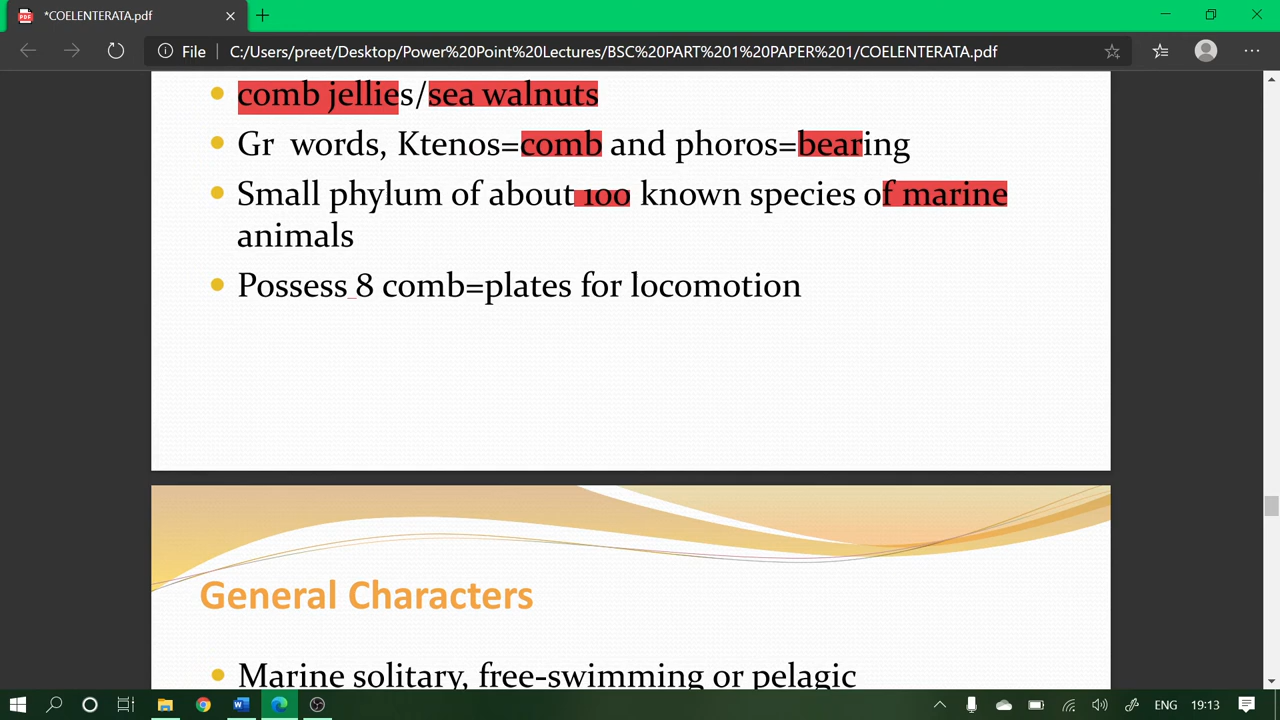 *COELENTERATA.pdf
File C:/Users/preet/Desktop/Power%20Point%20Lectures/BSC%20PART%201%20PAPER%201/COELENTERATA.pdf
comb jellies/sea walnuts
Gr words, Ktenos=comb and phoros=bearing
Small phylum of about 100 known species of marine
animals
Possess 8 comb=plates for locomotion
General Characters
Marine solitary, free-swimming or pelagic
ENG 19:13